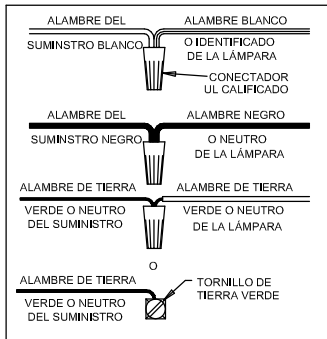 ALAMBRE DEL
SUMINSTRO BLANCO
ALAMBRE BLANCO
O IDENTIFICADO
DE LA LÁMPARA
CONECTADOR
UL CALIFICADO
ALAMBRE DEL
SUMINSTRO NEGRO
ALAMBRE NEGRO
O NEUTRO
DE LA LÁMPARA
ALAMBRE DE TIERRA
VERDE O NEUTRO
DEL SUMINISTRO
ALAMBRE DE TIERRA
VERDE O NEUTRO
DE LA LÁMPARA
O
ALAMBRE DE TIERRA
VERDE O NEUTRO
DEL SUMINISTRO
TORNILLO DE
TIERRA VERDE